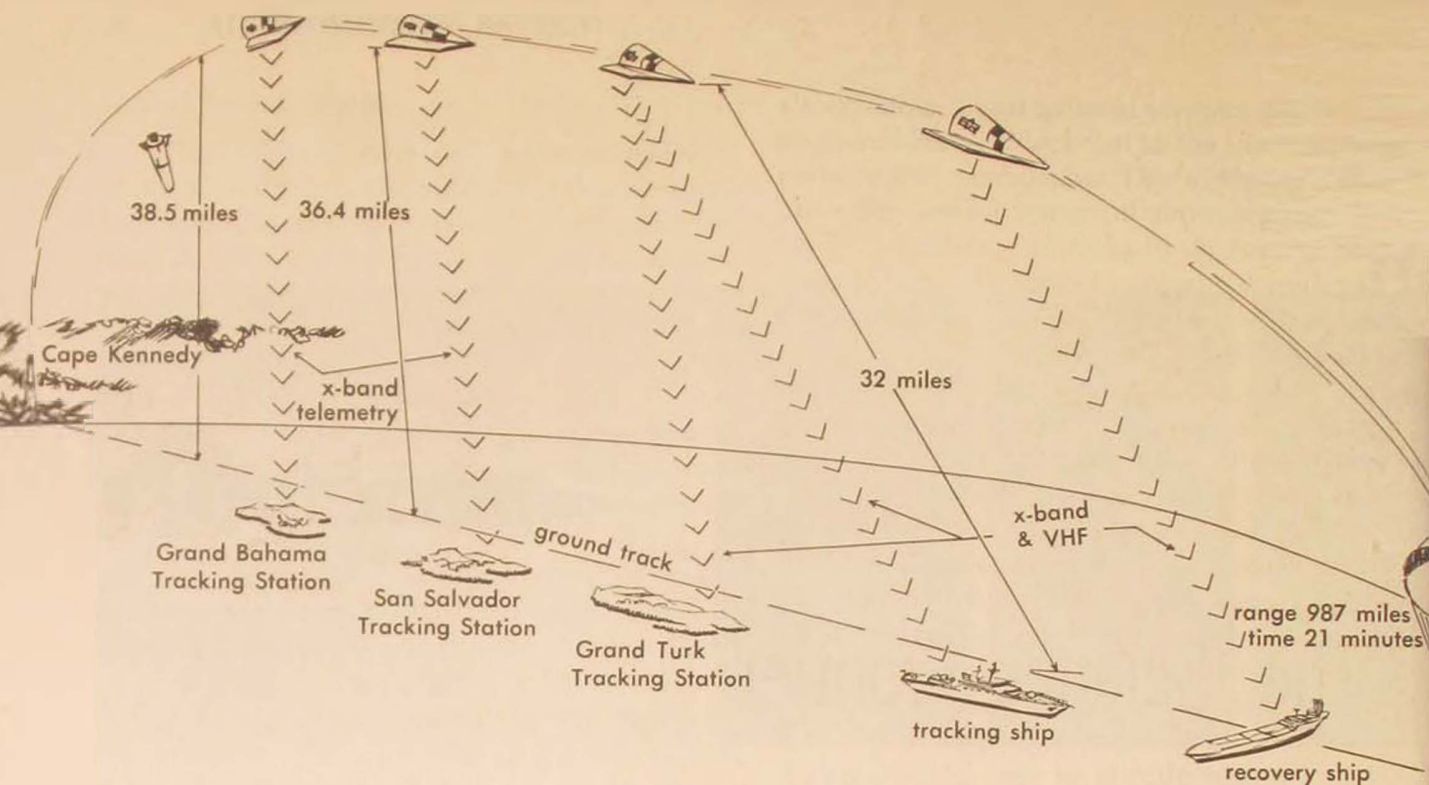 38.5 miles
36.4 miles
Cape Kennedy
x-band
telemetry
32 miles
x-band
& VHF
ground track
Grand Bahama
Tracking Station
San Salvador
Tracking Station
Grand Turk
Tracking Station
range 987 miles
time 21 minutes
tracking ship
recovery ship